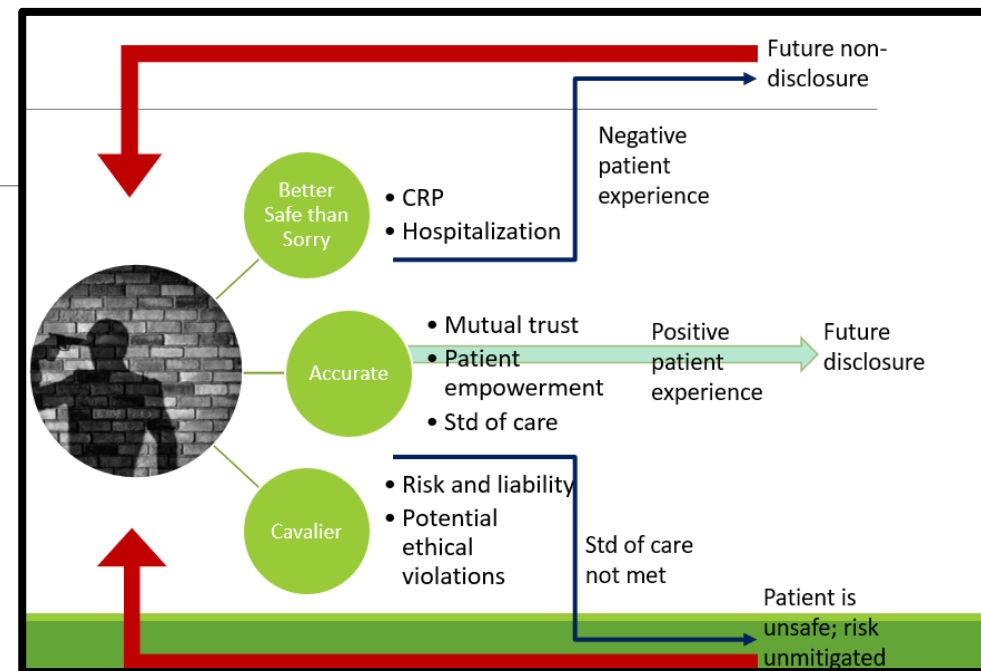 Future non-
disclosure
Negative
patient
experience
Better
Safe than
Sorry
• CRP
• Hospitalization
Accurate
• Mutual trust
• Patient
empowerment
• Std of care
Positive
patient
experience
Future
disclosure
Cavalier
• Risk and liability
• Potential
ethical
violations
Std of care
not met
Patient is
unsafe; risk
unmitigated